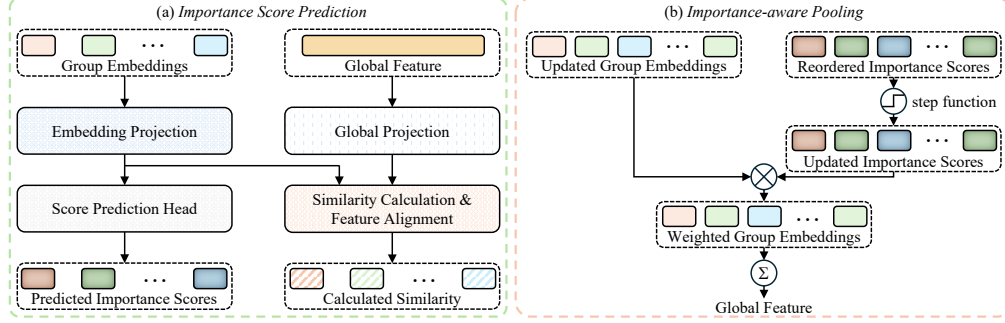 (a) Importance Score Prediction
Group Embeddings
Global Feature
Embedding Projection
Global Projection
Score Prediction Head
Similarity Calculation &
Feature Alignment
Predicted Importance Scores
Calculated Similarity
(b) Importance-aware Pooling
Updated Group Embeddings
Reordered Importance Scores
step function
Updated Importance Scores
Weighted Group Embeddings
Σ
Global Feature